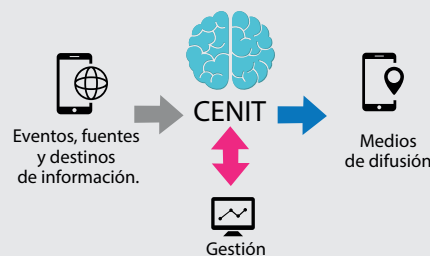 CENIT
Eventos, fuentes
y destinos
de información.
Medios
de difusión
Gestión